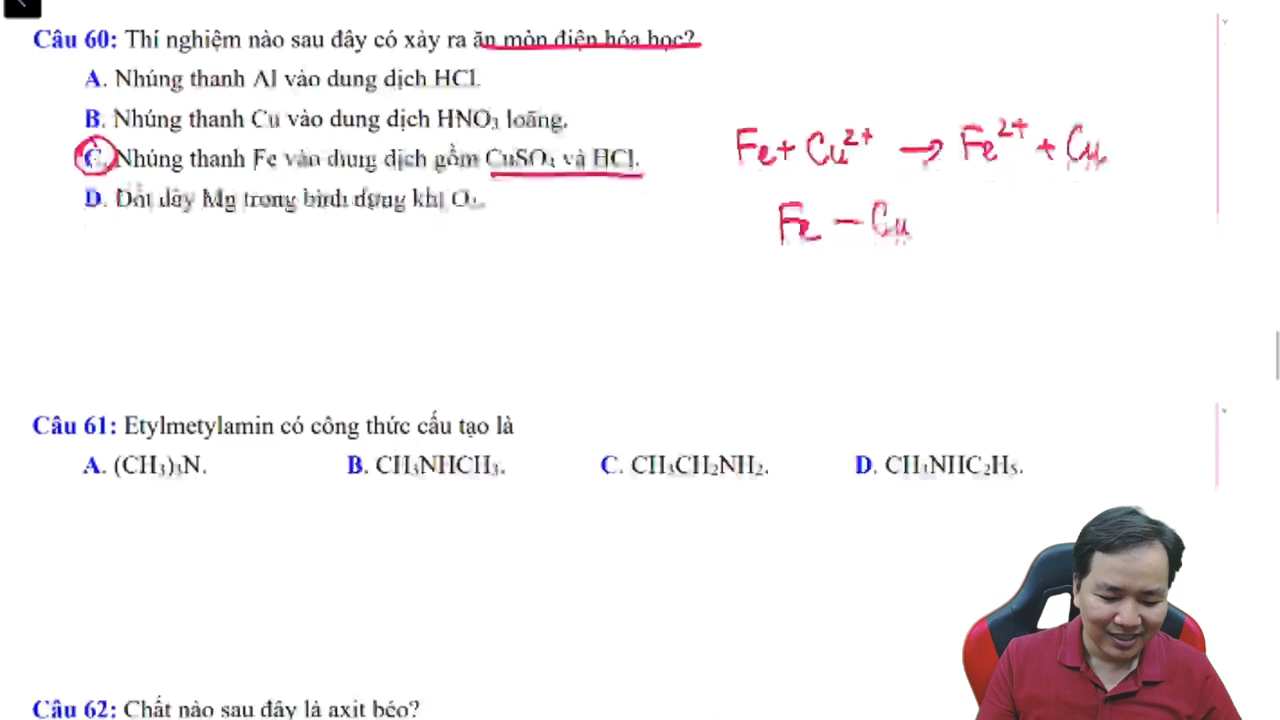 Câu 60: Thí nghiệm nào sau đây có xảy ra ăn mòn điện hóa học?
A. Nhúng thanh Al vào dung dịch HCl.
B. Nhúng thanh Cu vào dung dịch HNO₃ loãng.
C. Nhúng thanh Fe vào dung dịch gồm CuSO₄ và HCl.
D. Đốt dây Mg trong bình đựng khí O₂.
Fe + Cu²⁺ → Fe²⁺ + Cu
Fe – Cu
Câu 61: Etylmetylamin có công thức cấu tạo là
A. (CH₃)₃N. B. CH₃NHCH₃. C. CH₃CH₂NH₂. D. CH₃NHC₂H₅.
Câu 62: Chất nào sau đây là axit béo?